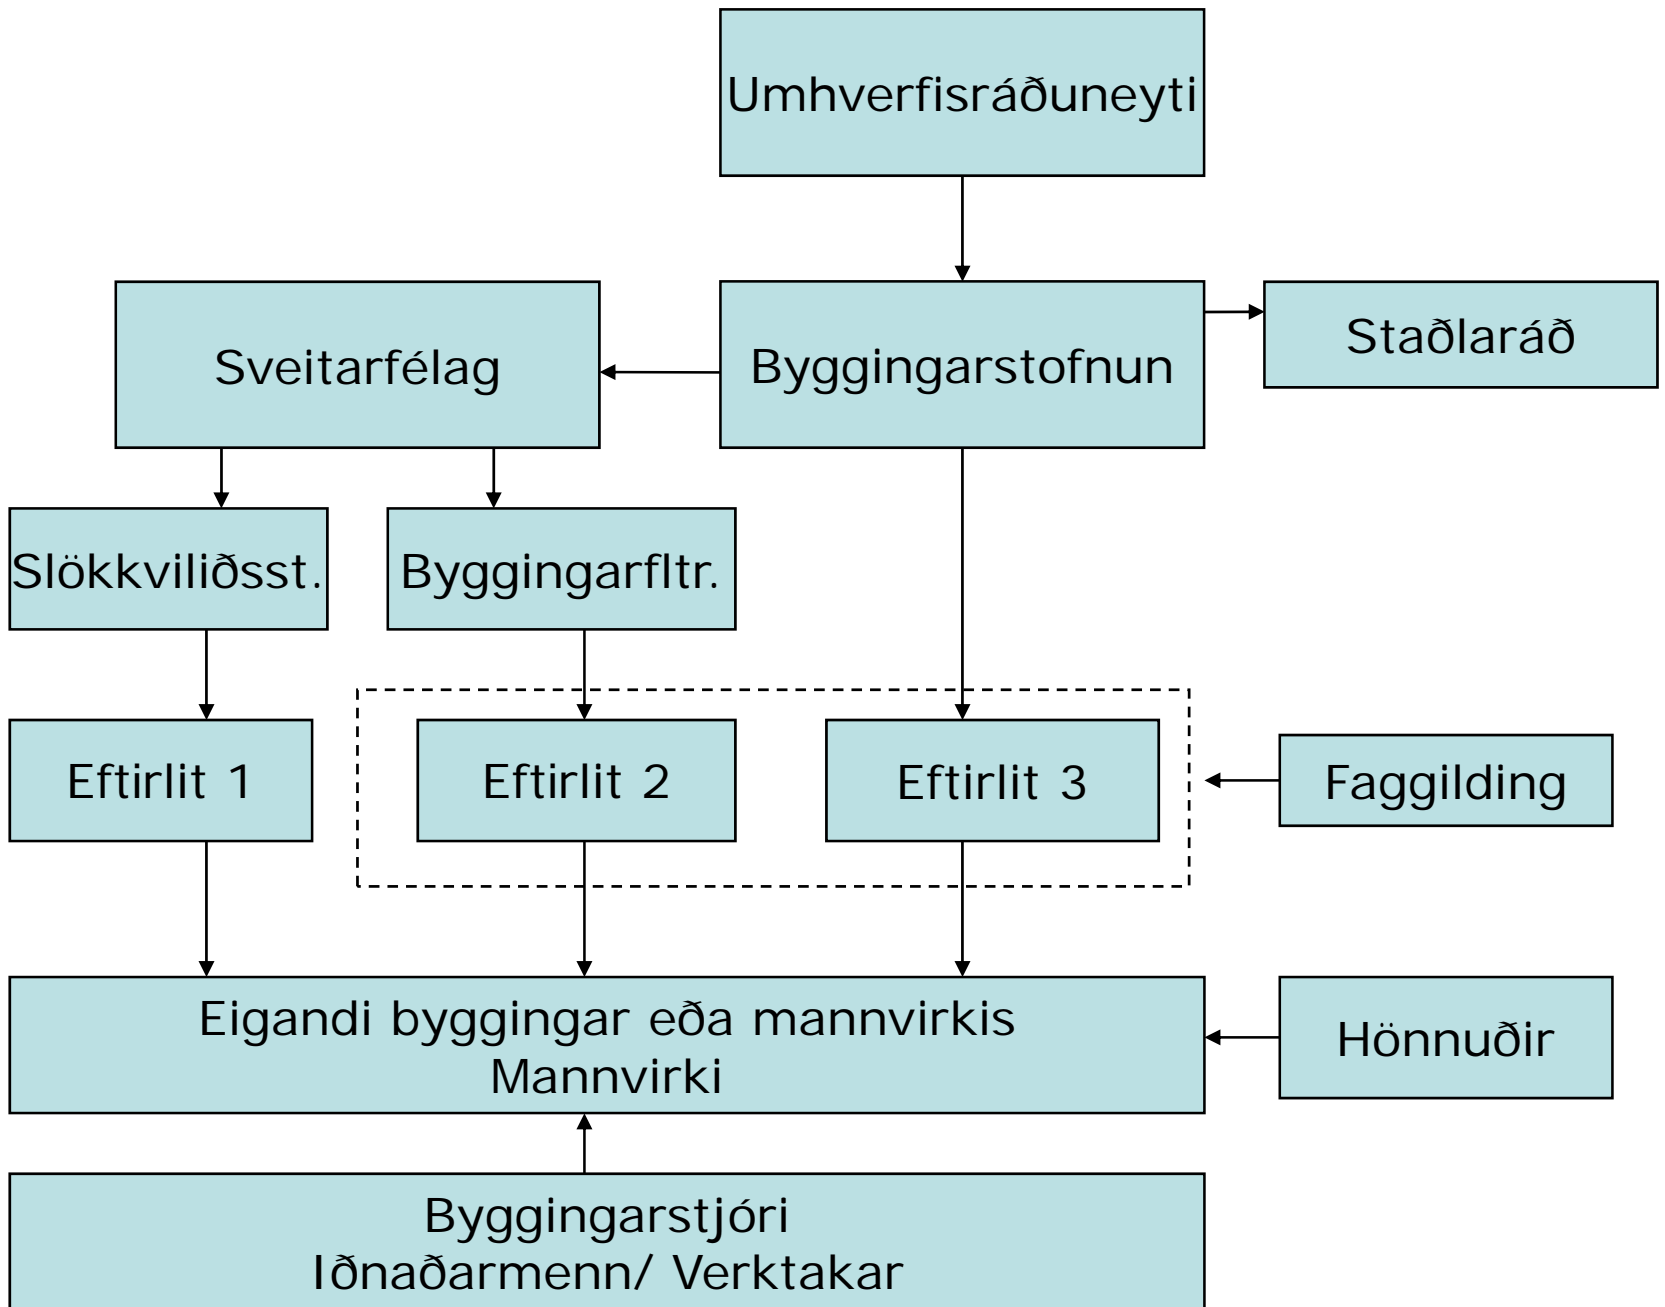 Umhverfisráðuneyti
Sveitarfélag
Byggingarstofnun
Staðlaráð
Slökkviliðsst.
Byggingarfltr.
Eftirlit 1
Eftirlit 2
Eftirlit 3
Faggilding
Eigandi byggingar eða mannvirkis
Mannvirki
Hönnuðir
Byggingarstjóri
Iðnaðarmenn/ Verktakar